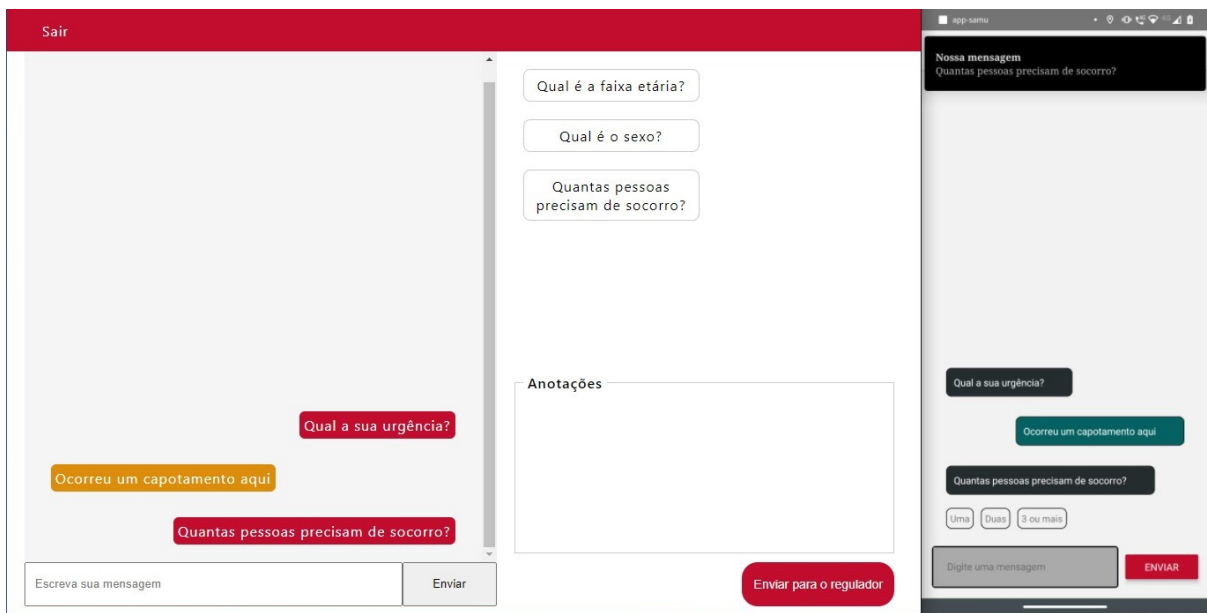 Sair
Qual a sua urgência?
Ocorreu um capotamento aqui
Quantas pessoas precisam de socorro?
Escreva sua mensagem
Enviar
Qual é a faixa etária?
Qual é o sexo?
Quantas pessoas
precisam de socorro?
Anotações
Enviar para o regulador
app-samu
4G
Nossa mensagem
Quantas pessoas precisam de socorro?
Qual a sua urgência?
Ocorreu um capotamento aqui
Quantas pessoas precisam de socorro?
Uma Duas 3 ou mais
Digite uma mensagem
ENVIAR